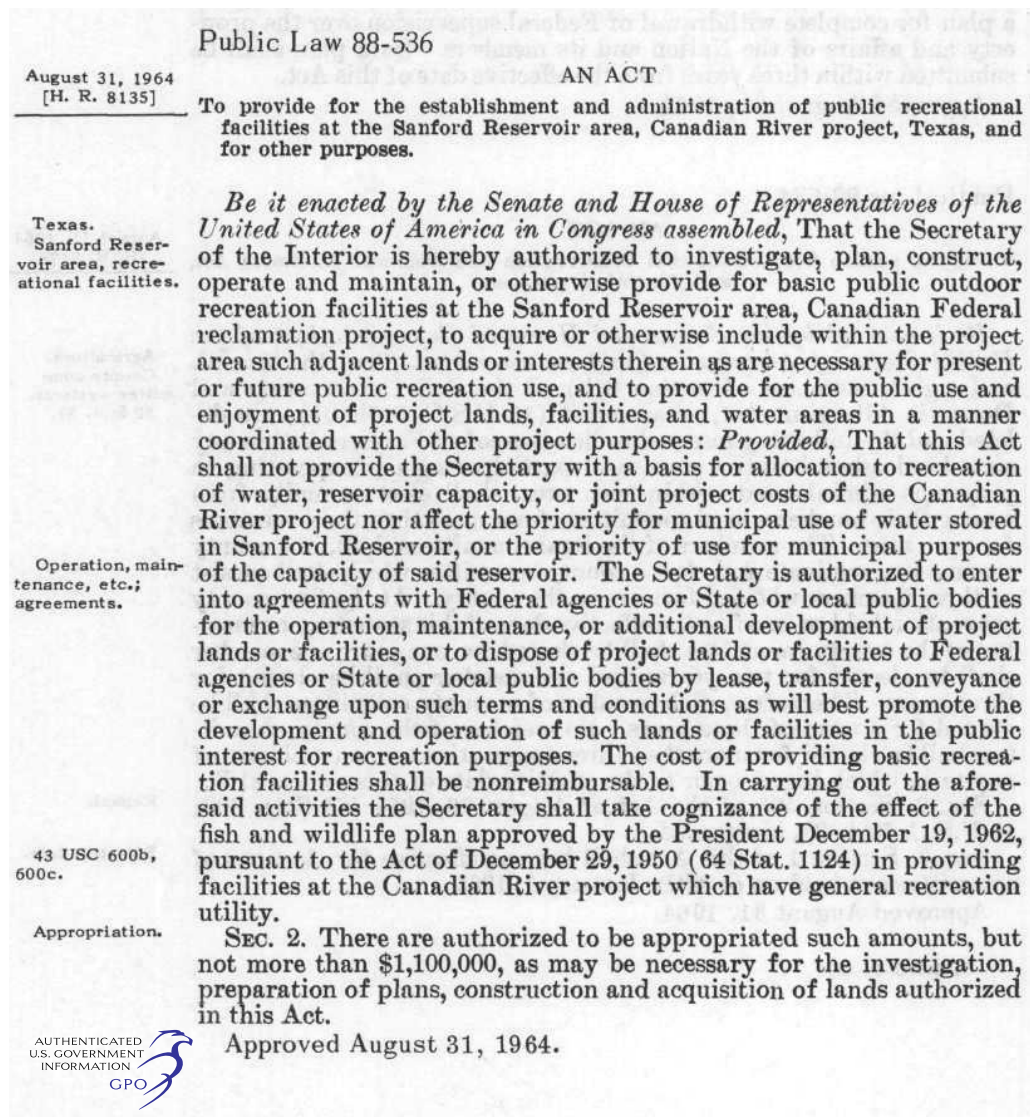 Public Law 88-536
August 31, 1964
[H. R. 8135]
AN ACT
To provide for the establishment and administration of public recreational
facilities at the Sanford Reservoir area, Canadian River project, Texas, and
for other purposes.
Texas.
Sanford Reser-
voir area, recre-
ational facilities.
Be it enacted by the Senate and House of Representatives of the
United States of America in Congress assembled, That the Secretary
of the Interior is hereby authorized to investigate, plan, construct,
operate and maintain, or otherwise provide for basic public outdoor
recreation facilities at the Sanford Reservoir area, Canadian Federal
reclamation project, to acquire or otherwise include within the project
area such adjacent lands or interests therein as are necessary for present
or future public recreation use, and to provide for the public use and
enjoyment of project lands, facilities, and water areas in a manner
coordinated with other project purposes: Provided, That this Act
shall not provide the Secretary with a basis for allocation to recreation
of water, reservoir capacity, or joint project costs of the Canadian
River project nor affect the priority for municipal use of water stored
in Sanford Reservoir, or the priority of use for municipal purposes
Operation, main-
tenance, etc.;
agreements.
of the capacity of said reservoir. The Secretary is authorized to enter
into agreements with Federal agencies or State or local public bodies
for the operation, maintenance, or additional development of project
lands or facilities, or to dispose of project lands or facilities to Federal
agencies or State or local public bodies by lease, transfer, conveyance
or exchange upon such terms and conditions as will best promote the
development and operation of such lands or facilities in the public
interest for recreation purposes. The cost of providing basic recrea-
tion facilities shall be nonreimbursable. In carrying out the afore-
said activities the Secretary shall take cognizance of the effect of the
fish and wildlife plan approved by the President December 19, 1962,
43 USC 600b,
600c.
pursuant to the Act of December 29, 1950 (64 Stat. 1124) in providing
facilities at the Canadian River project which have general recreation
utility.
Appropriation.
SEC. 2. There are authorized to be appropriated such amounts, but
not more than $1,100,000, as may be necessary for the investigation,
preparation of plans, construction and acquisition of lands authorized
in this Act.
Approved August 31, 1964.
AUTHENTICATED
U.S. GOVERNMENT
INFORMATION
GPO